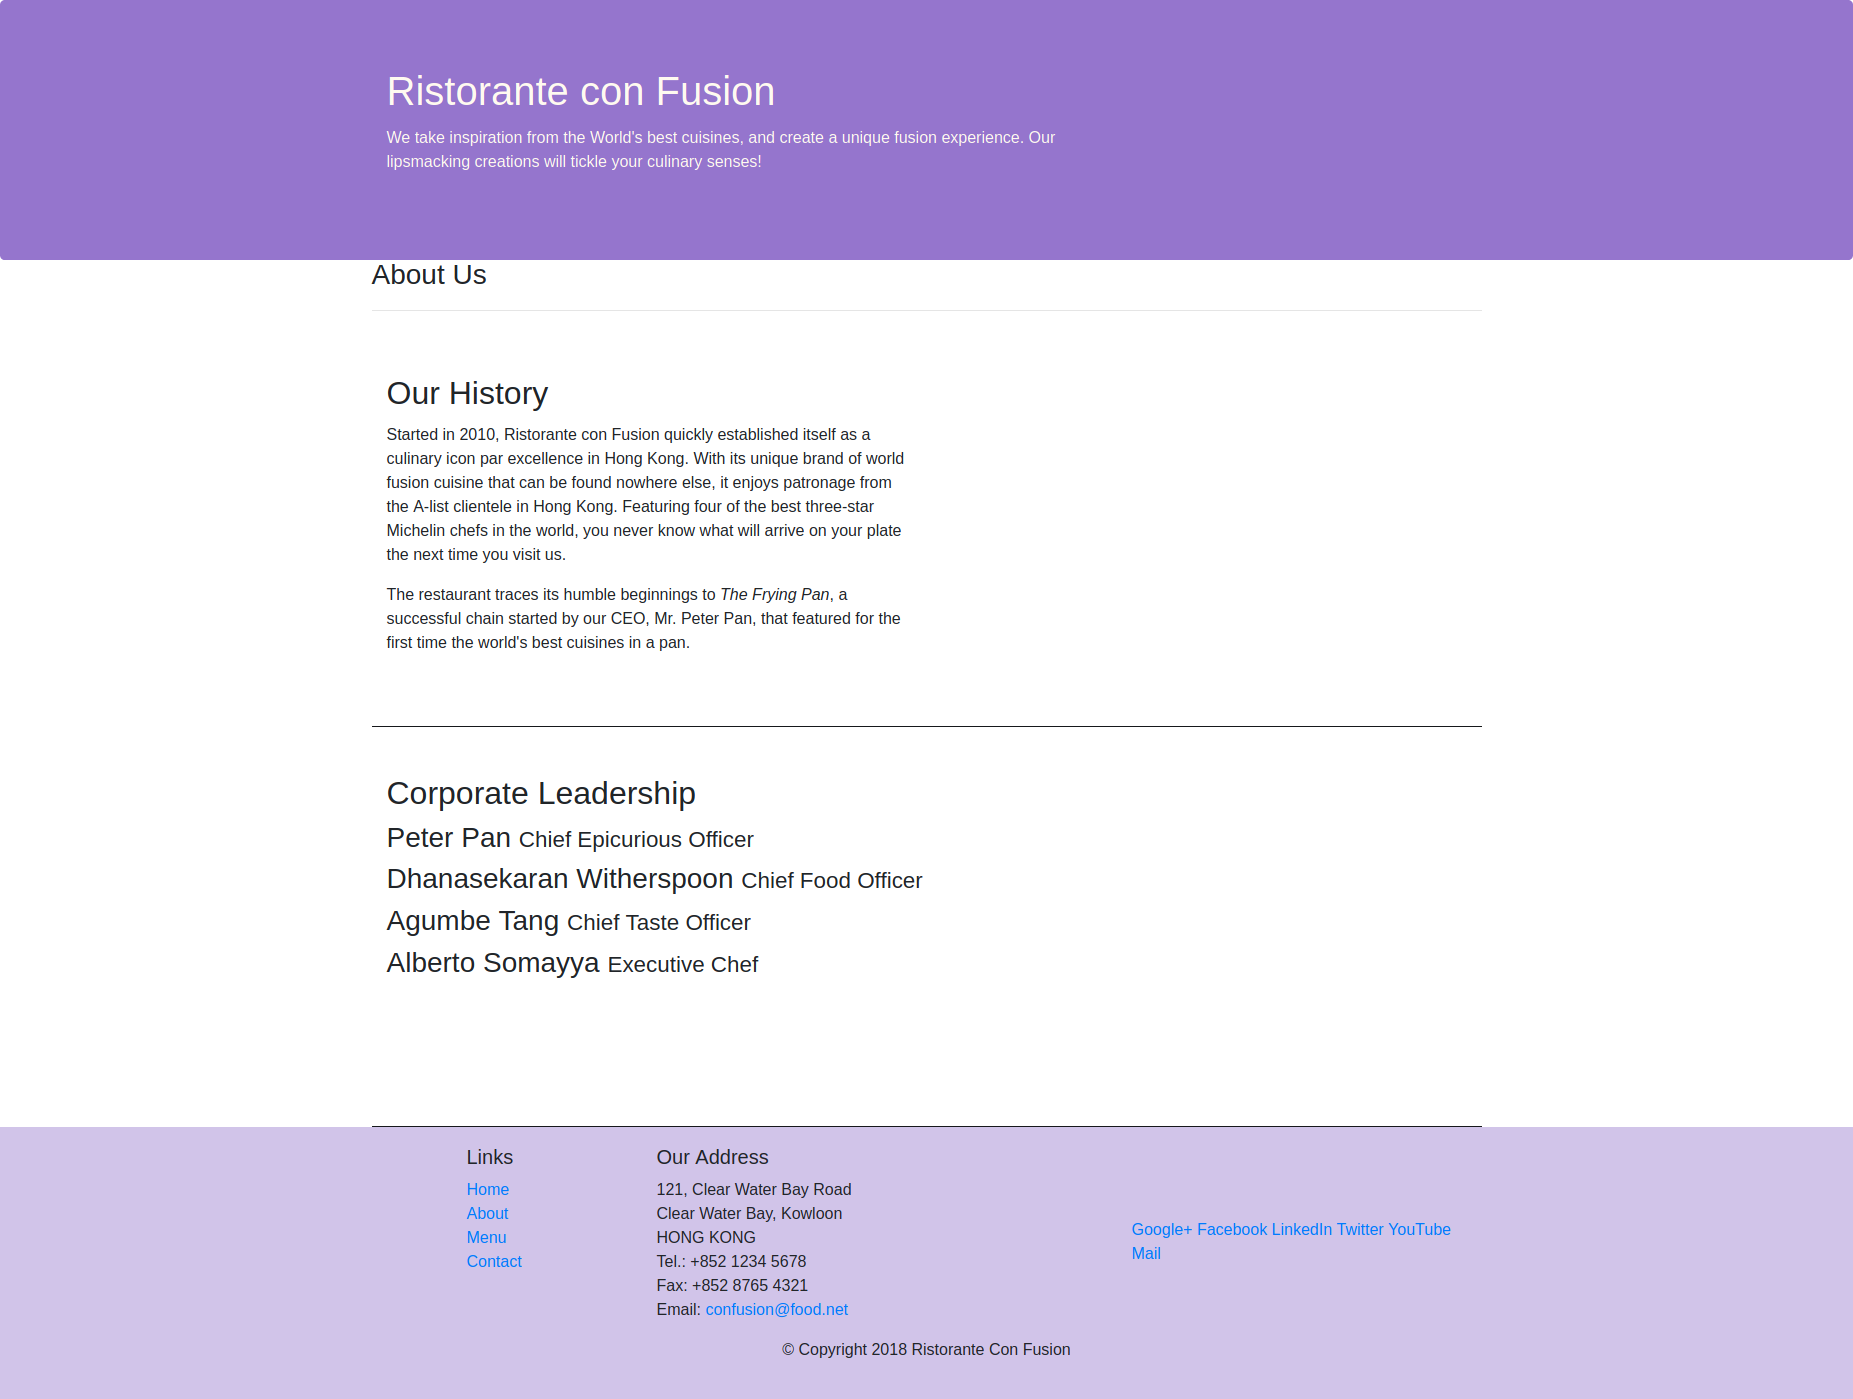 Ristorante con Fusion
We take inspiration from the World's best cuisines, and create a unique fusion experience. Our
lipsmacking creations will tickle your culinary senses!
About Us
Our History
Started in 2010, Ristorante con Fusion quickly established itself as a
culinary icon par excellence in Hong Kong. With its unique brand of world
fusion cuisine that can be found nowhere else, it enjoys patronage from
the A-list clientele in Hong Kong. Featuring four of the best three-star
Michelin chefs in the world, you never know what will arrive on your plate
the next time you visit us.
The restaurant traces its humble beginnings to The Frying Pan, a
successful chain started by our CEO, Mr. Peter Pan, that featured for the
first time the world's best cuisines in a pan.
Corporate Leadership
Peter Pan Chief Epicurious Officer
Dhanasekaran Witherspoon Chief Food Officer
Agumbe Tang Chief Taste Officer
Alberto Somayya Executive Chef
Links
Home
About
Menu
Contact
Our Address
121, Clear Water Bay Road
Clear Water Bay, Kowloon
HONG KONG
Tel.: +852 1234 5678
Fax: +852 8765 4321
Email: confusion@food.net
Google+ Facebook LinkedIn Twitter YouTube
Mail
© Copyright 2018 Ristorante Con Fusion